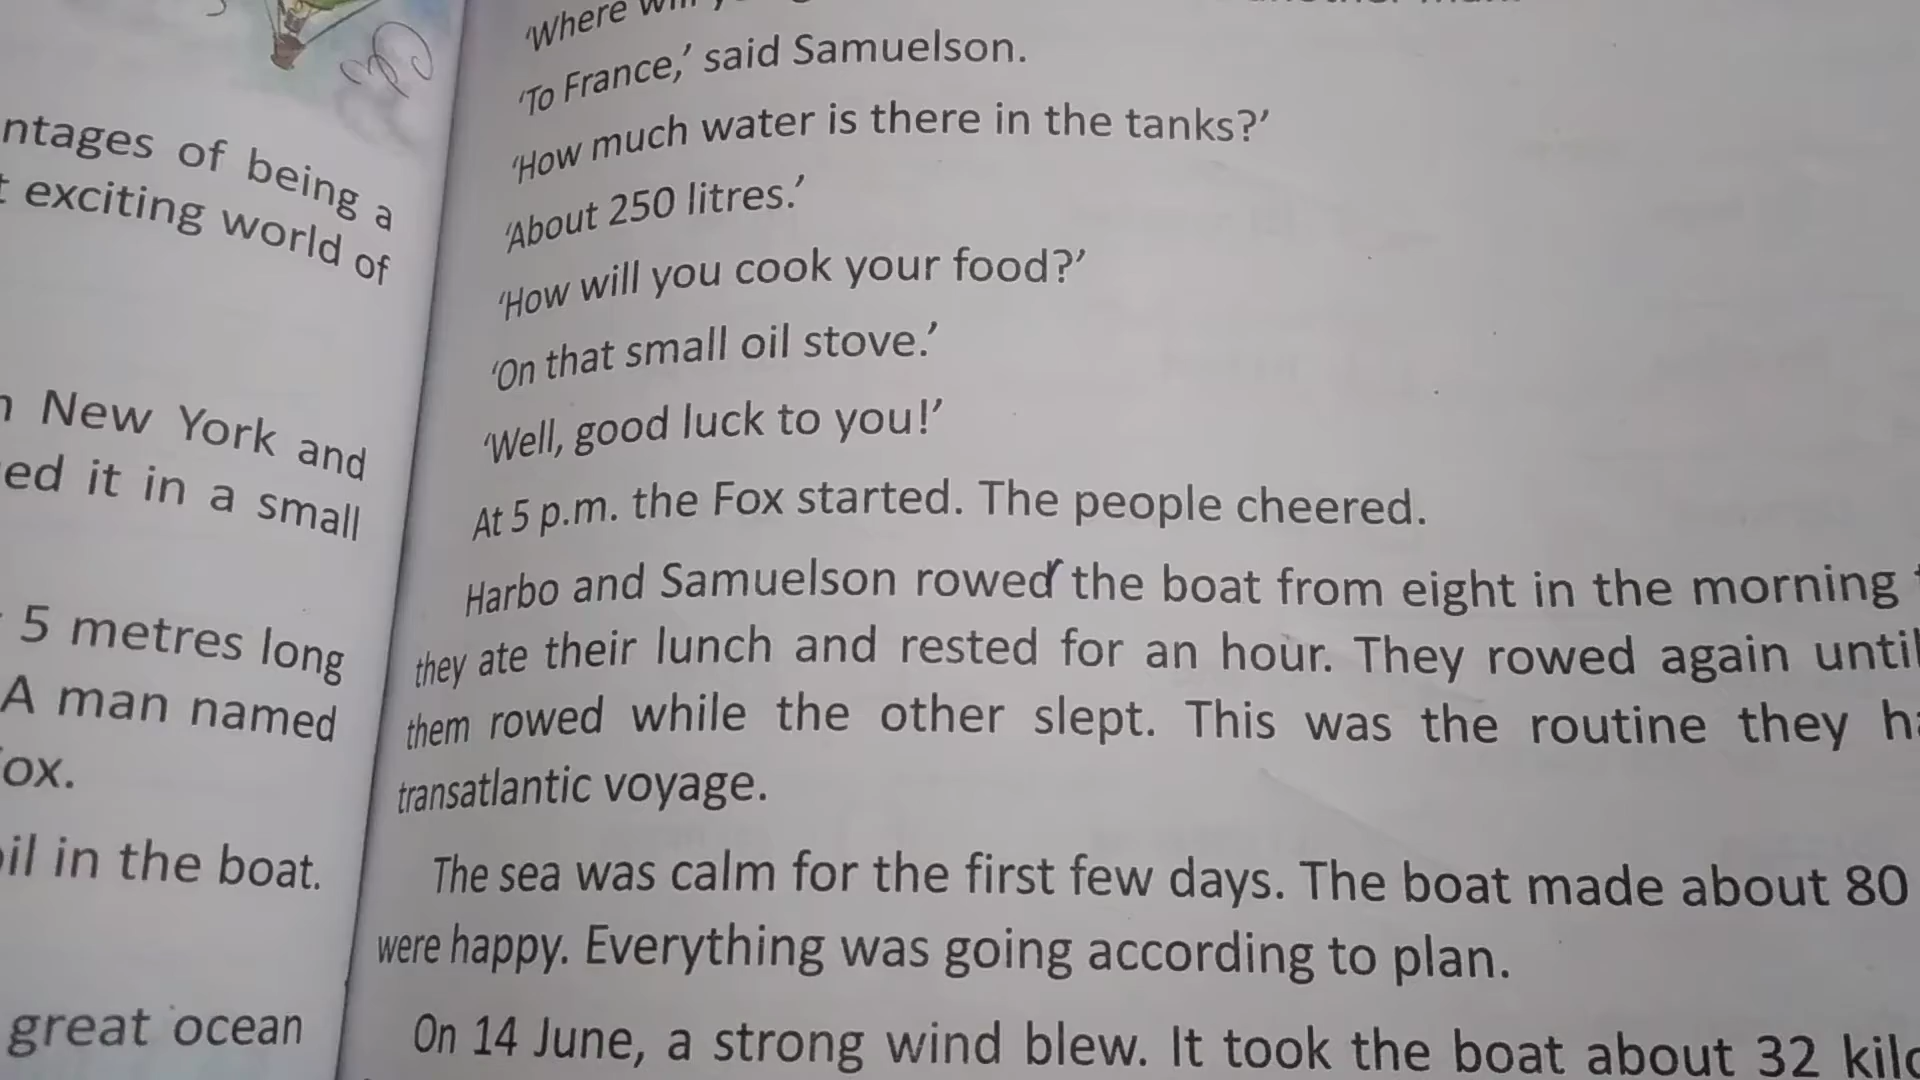 ntages of being a
exciting world of
New York and
ed it in a small
5 metres long
A man named
ox.
il in the boat.
great ocean
'Where
'To France,' said Samuelson.
'How much water is there in the tanks?'
'About 250 litres.'
'How will you cook your food?'
'On that small oil stove.'
'Well, good luck to you!'
At 5 p.m. the Fox started. The people cheered.
Harbo and Samuelson rowed the boat from eight in the morning
they ate their lunch and rested for an hour. They rowed again until
them rowed while the other slept. This was the routine they ha
transatlantic voyage.
The sea was calm for the first few days. The boat made about 80
were happy. Everything was going according to plan.
On 14 June, a strong wind blew. It took the boat about 32 kilo